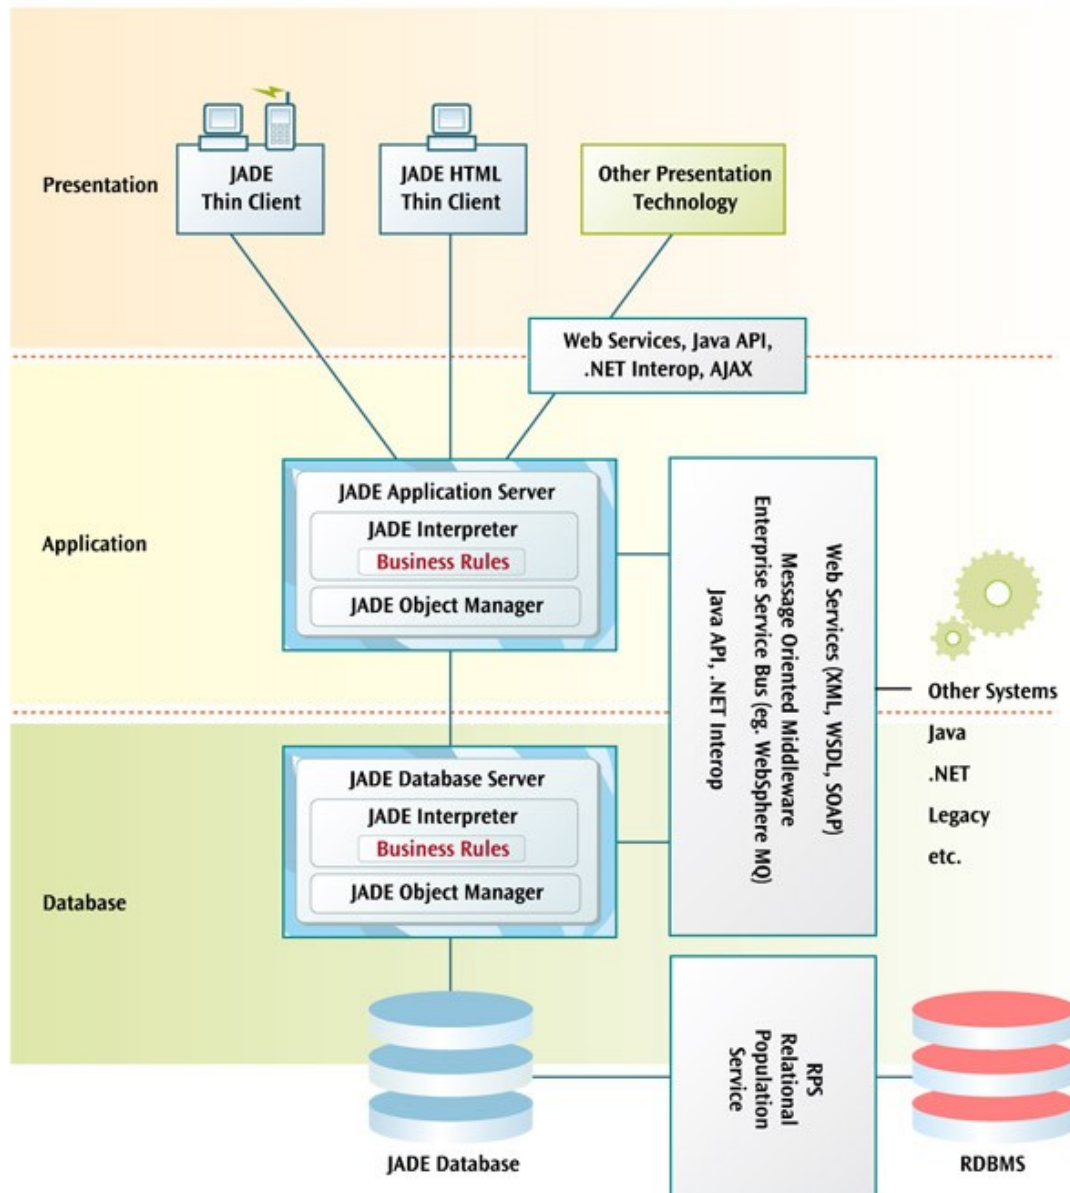 Presentation
JADE
Thin Client
JADE HTML
Thin Client
Other Presentation
Technology
Web Services, Java API,
.NET Interop, AJAX
Application
JADE Application Server
JADE Interpreter
Business Rules
JADE Object Manager
Web Services (XML, WSDL, SOAP)
Message Oriented Middleware
Enterprise Service Bus (eg. WebSphere MQ)
Java API, .NET Interop
Other Systems
Java
.NET
Legacy
etc.
Database
JADE Database Server
JADE Interpreter
Business Rules
JADE Object Manager
RPS
Relational
Population
Service
JADE Database
RDBMS